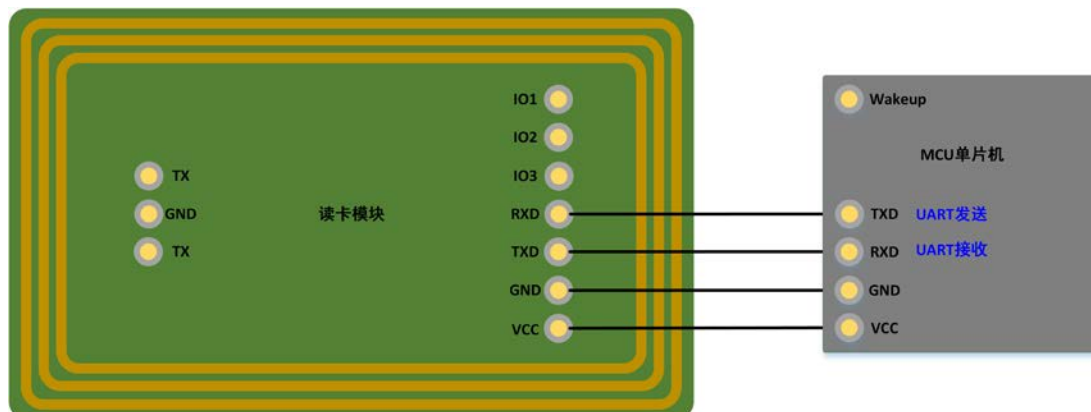 IO1
IO2
IO3
RXD
TXD
GND
VCC
TX
GND
TX
读卡模块
Wakeup
MCU单片机
TXD UART发送
RXD UART接收
GND
VCC